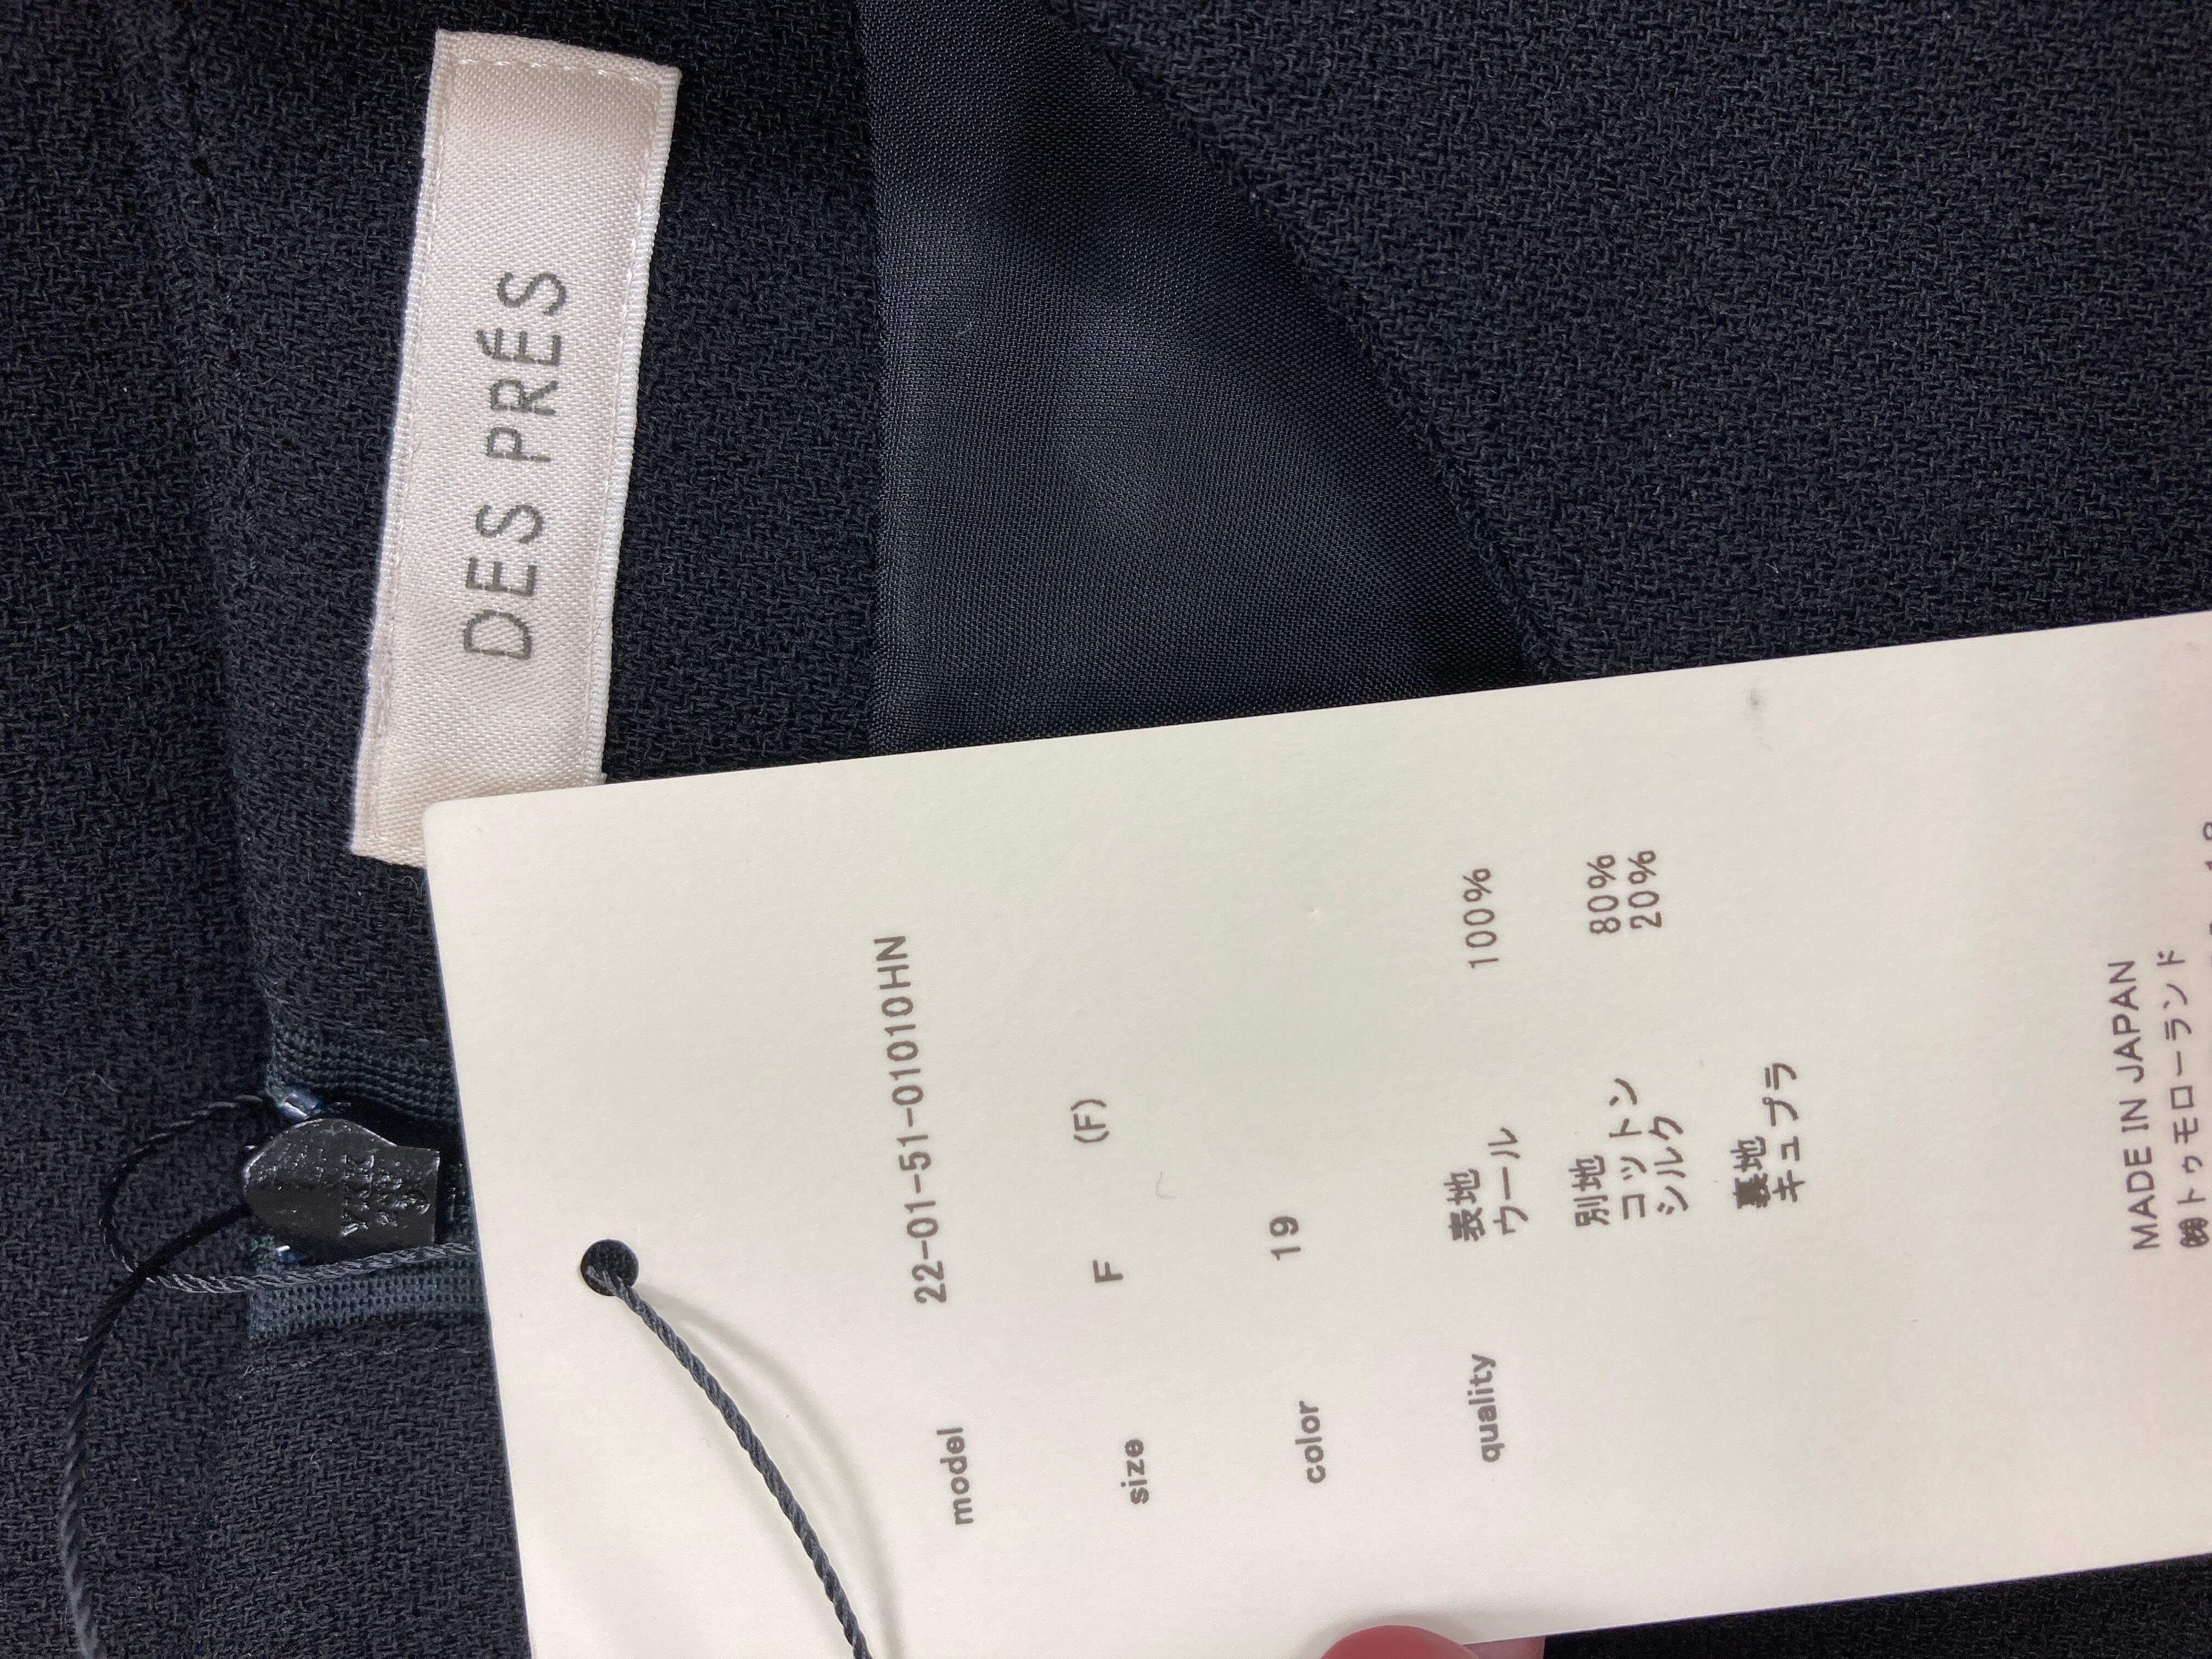 DES PRÉS
model 22-01-51-01010HN
size F (F)
color 19
quality 表地
ウール 100%
別地
コットン 80%
シルク 20%
裏地
キュプラ
MADE IN JAPAN
㈱トゥモローランド
YKK